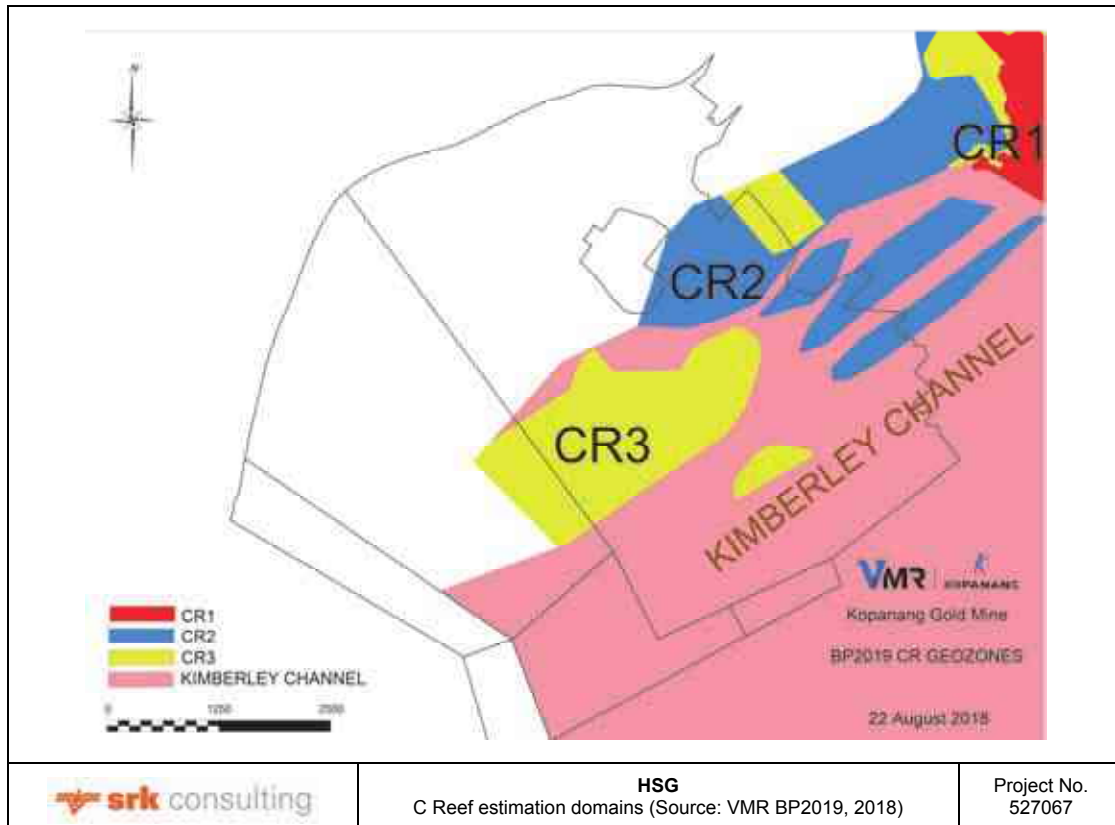 N
CR1
CR2
CR3
KIMBERLEY CHANNEL
CR1
CR2
CR3
KIMBERLEY CHANNEL
0 1250 2500
VMR KOPANANG
Kopanang Gold Mine
BP2019 CR GEOZONES
22 August 2018
srk consulting
HSG
C Reef estimation domains (Source: VMR BP2019, 2018)
Project No.
527067